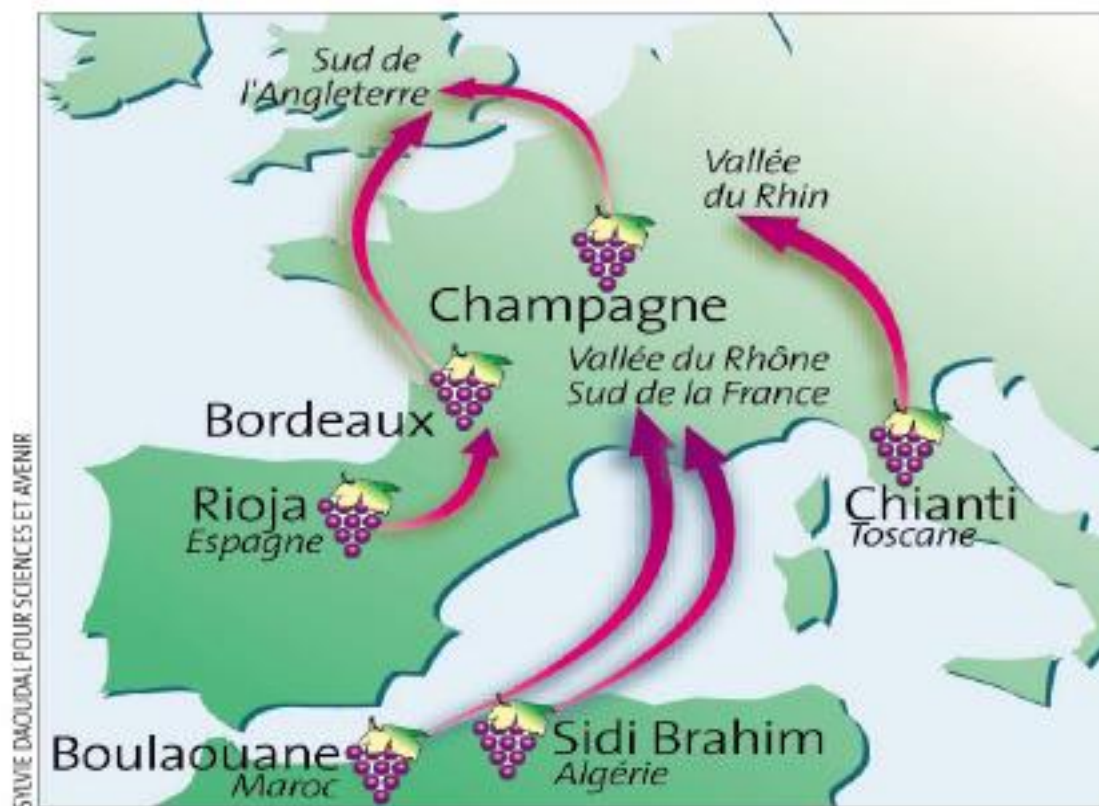 Sud de
l'Angleterre
Vallée
du Rhin
Champagne
Vallée du Rhône
Sud de la France
Bordeaux
Rioja
Espagne
Chianti
Toscane
Boulaouane
Maroc
Sidi Brahim
Algérie
SYLVIE DAOUDAL POUR SCIENCES ET AVENIR